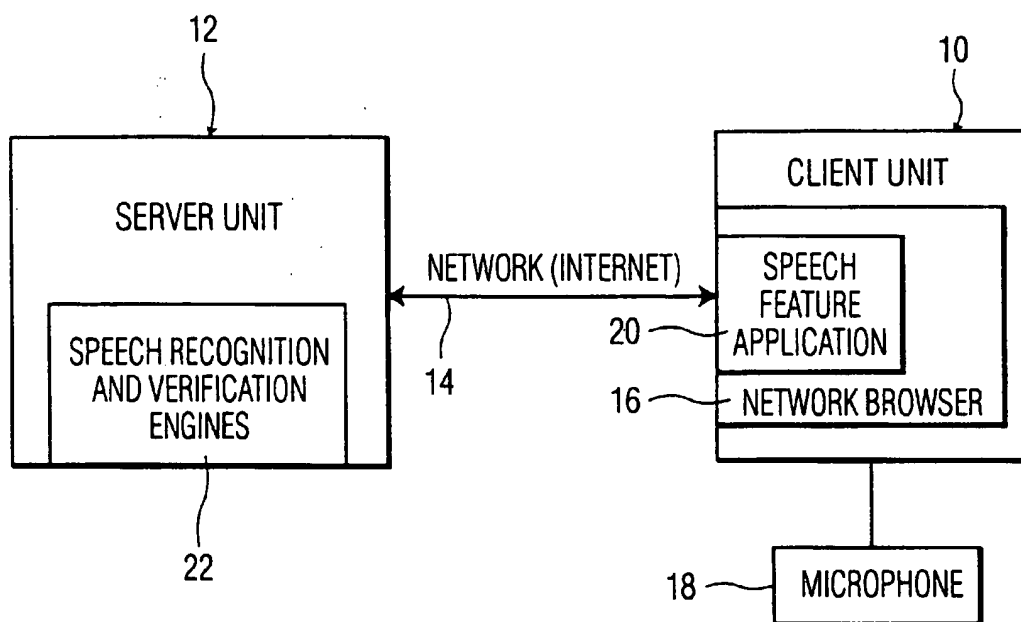 12
10
SERVER UNIT
CLIENT UNIT
NETWORK (INTERNET)
14
SPEECH
FEATURE
APPLICATION
20
16
NETWORK BROWSER
SPEECH RECOGNITION
AND VERIFICATION
ENGINES
22
18
MICROPHONE